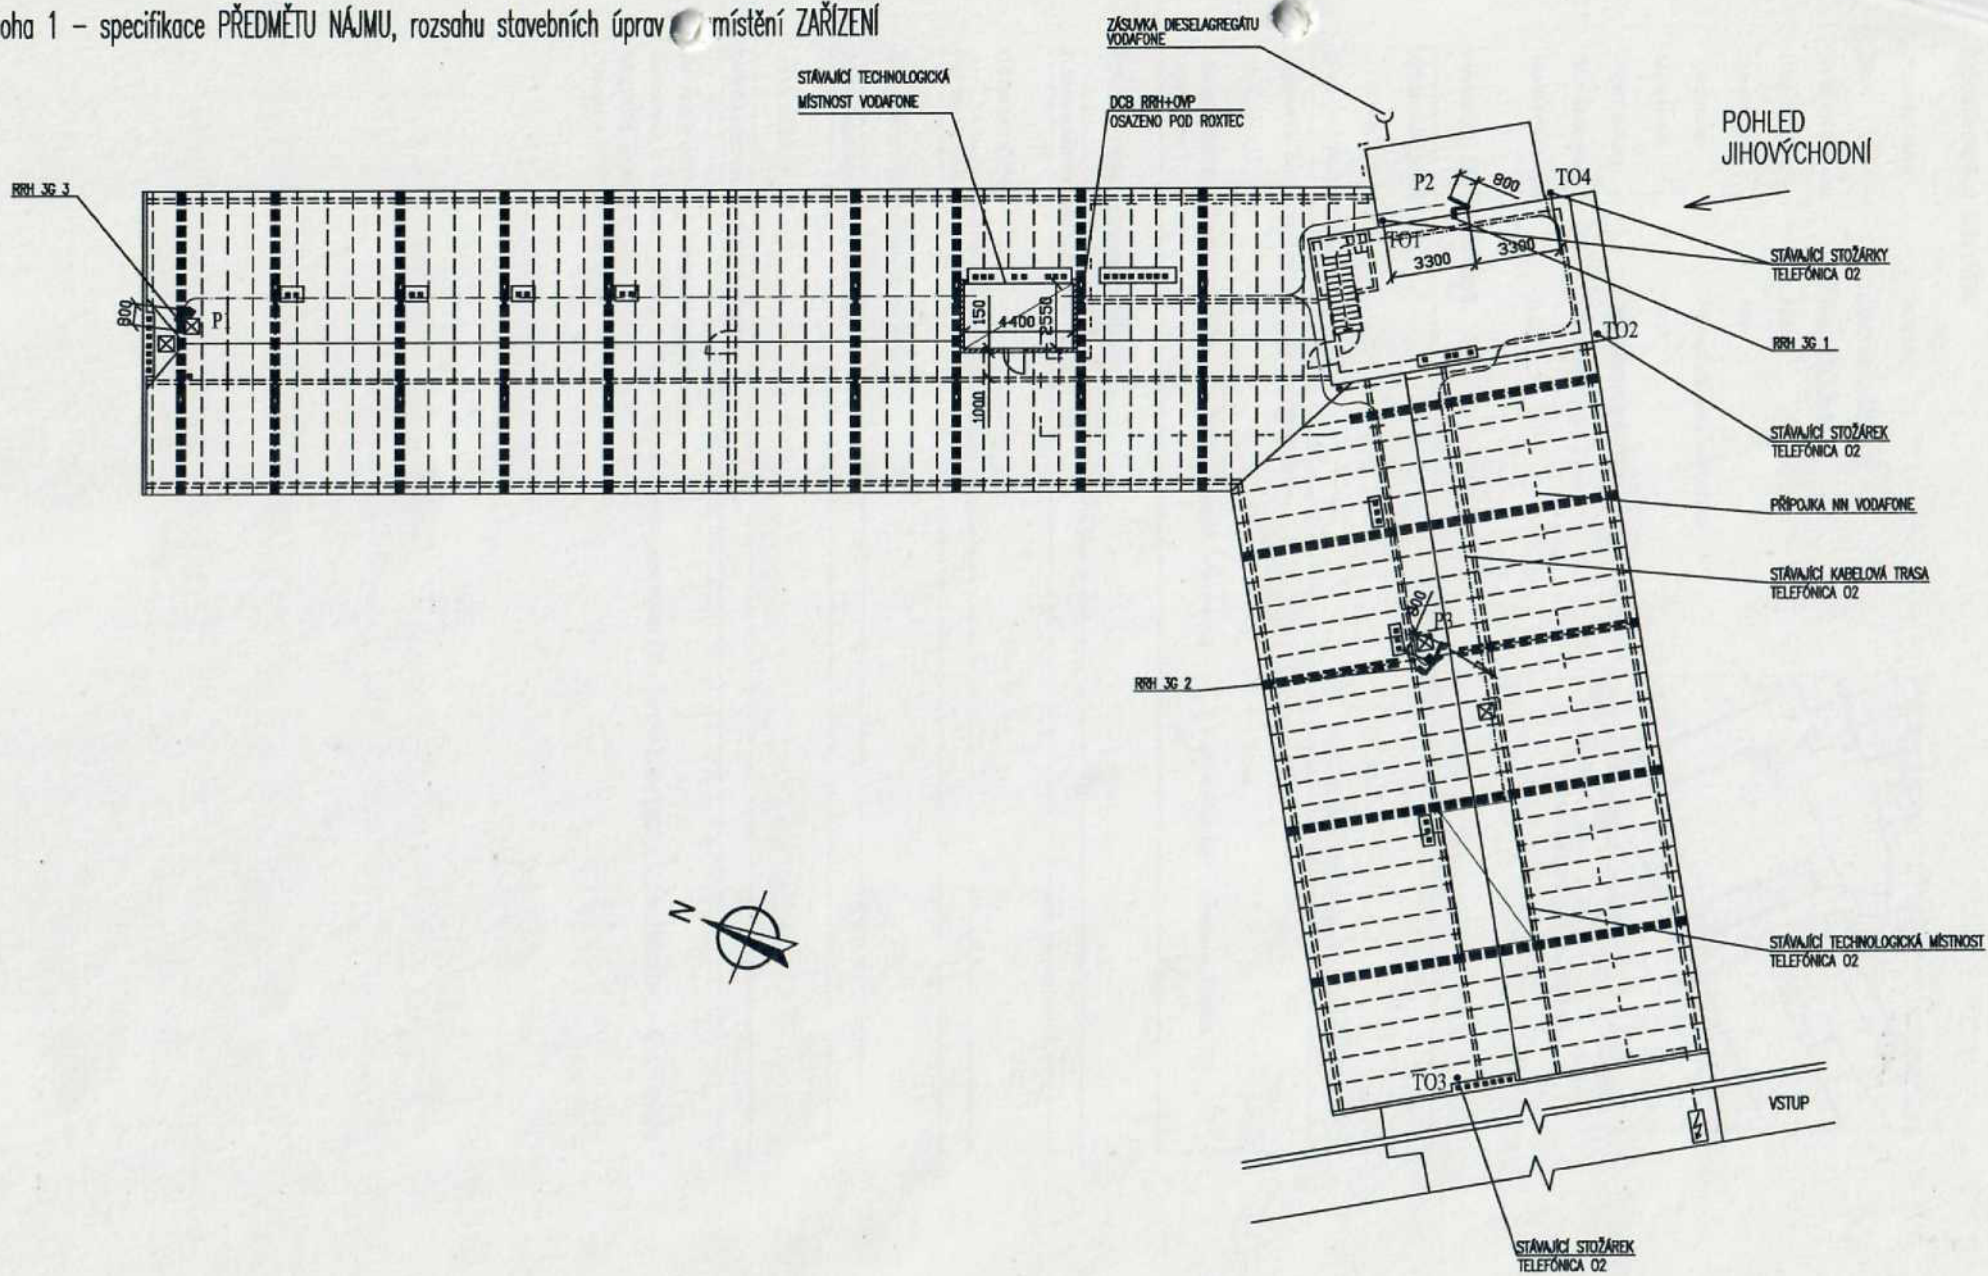 oha 1 – specifikace PŘEDMĚTU NÁJMU, rozsahu stavebních úprav místění ZAŘÍZENÍ
ZÁSUVKA DIESELAGREGÁTU
VODAFONE
STÁVAJÍCÍ TECHNOLOGICKÁ
MÍSTNOST VODAFONE
DCB RRH+OVP
OSAZENO POD ROXTEC
POHLED
JIHOVÝCHODNÍ
RRH 3G 3
P2
800
TO4
TO1
3300
3300
STÁVAJÍCÍ STOŽÁRKY
TELEFÓNICA O2
800
P1
150
4400
2550
1000
TO2
RRH 3G 1
STÁVAJÍCÍ STOŽÁREK
TELEFÓNICA O2
PŘÍPOJKA NN VODAFONE
STÁVAJÍCÍ KABELOVÁ TRASA
TELEFÓNICA O2
800
P3
RRH 3G 2
N
STÁVAJÍCÍ TECHNOLOGICKÁ MÍSTNOST
TELEFÓNICA O2
TO3
VSTUP
STÁVAJÍCÍ STOŽÁREK
TELEFÓNICA O2